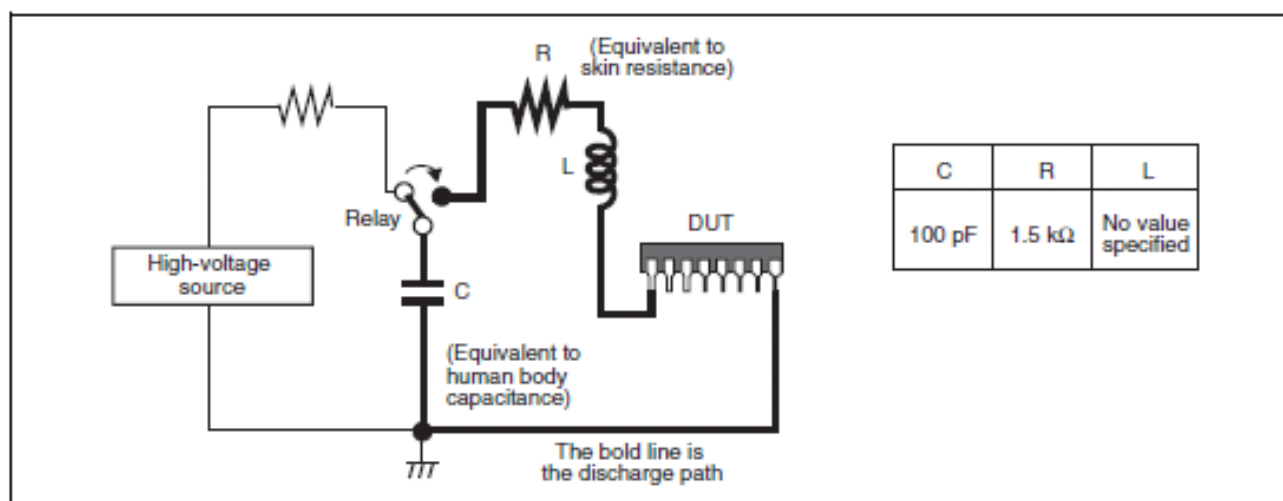 R
(Equivalent to
skin resistance)
L
Relay
DUT
High-voltage
source
C
(Equivalent to
human body
capacitance)
The bold line is
the discharge path
C R L
100 pF 1.5 kΩ No value
specified